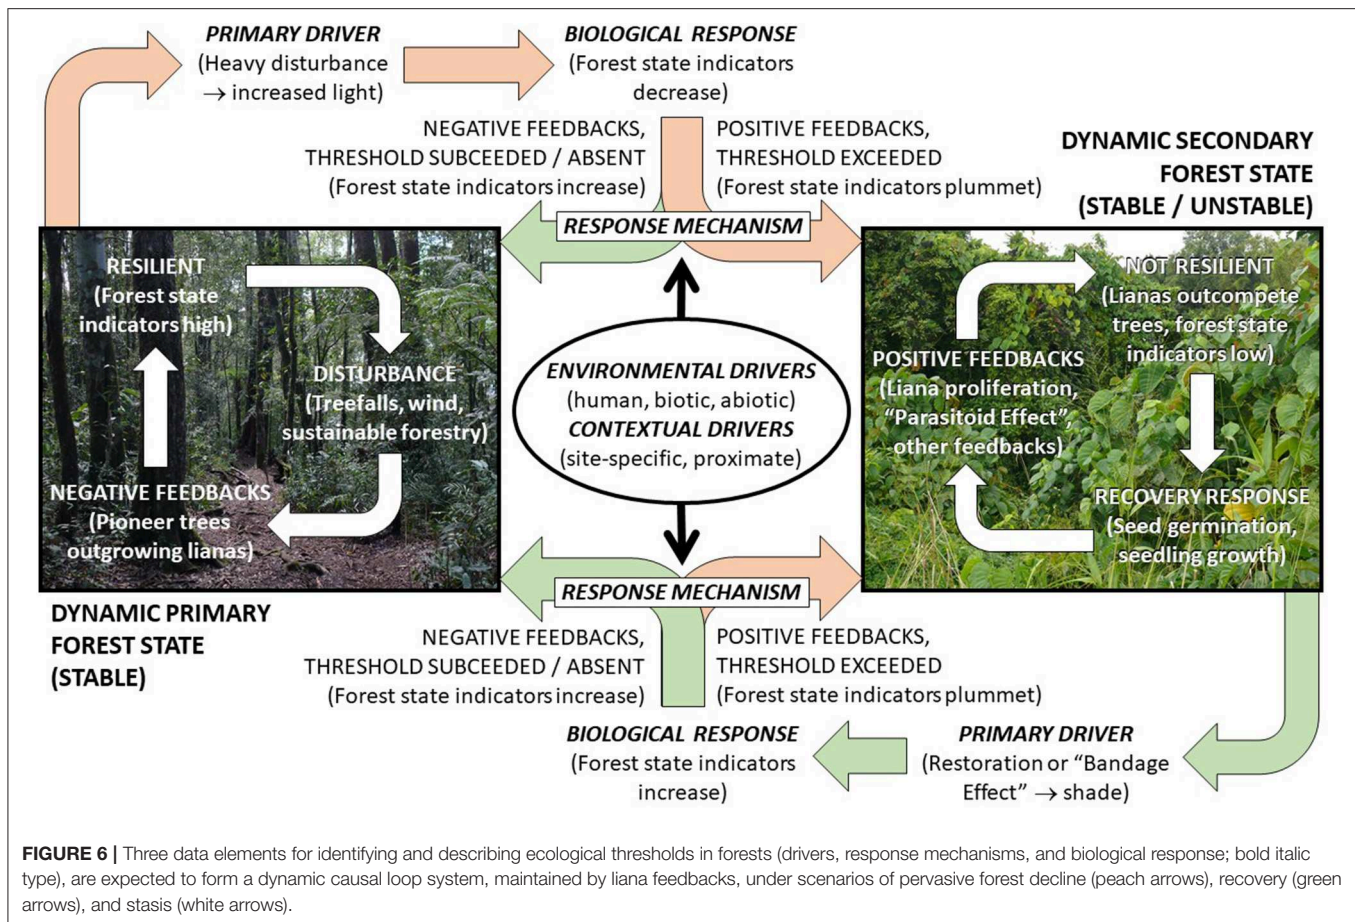 PRIMARY DRIVER
(Heavy disturbance
→ increased light)
BIOLOGICAL RESPONSE
(Forest state indicators
decrease)
NEGATIVE FEEDBACKS,
THRESHOLD SUBCEEDED / ABSENT
(Forest state indicators increase)
POSITIVE FEEDBACKS,
THRESHOLD EXCEEDED
(Forest state indicators plummet)
DYNAMIC SECONDARY
FOREST STATE
(STABLE / UNSTABLE)
RESPONSE MECHANISM
RESILIENT
(Forest state
indicators high)
DISTURBANCE
(Treefalls, wind,
sustainable forestry)
NEGATIVE FEEDBACKS
(Pioneer trees
outgrowing lianas)
ENVIRONMENTAL DRIVERS
(human, biotic, abiotic)
CONTEXTUAL DRIVERS
(site-specific, proximate)
NOT RESILIENT
(Lianas outcompete
trees, forest state
indicators low)
POSITIVE FEEDBACKS
(Liana proliferation,
“Parasitoid Effect”,
other feedbacks)
RECOVERY RESPONSE
(Seed germination,
seedling growth)
RESPONSE MECHANISM
DYNAMIC PRIMARY
FOREST STATE
(STABLE)
NEGATIVE FEEDBACKS,
THRESHOLD SUBCEEDED / ABSENT
(Forest state indicators increase)
POSITIVE FEEDBACKS,
THRESHOLD EXCEEDED
(Forest state indicators plummet)
BIOLOGICAL RESPONSE
(Forest state indicators
increase)
PRIMARY DRIVER
(Restoration or “Bandage
Effect” → shade)
FIGURE 6 | Three data elements for identifying and describing ecological thresholds in forests (drivers, response mechanisms, and biological response; bold italic
type), are expected to form a dynamic causal loop system, maintained by liana feedbacks, under scenarios of pervasive forest decline (peach arrows), recovery (green
arrows), and stasis (white arrows).